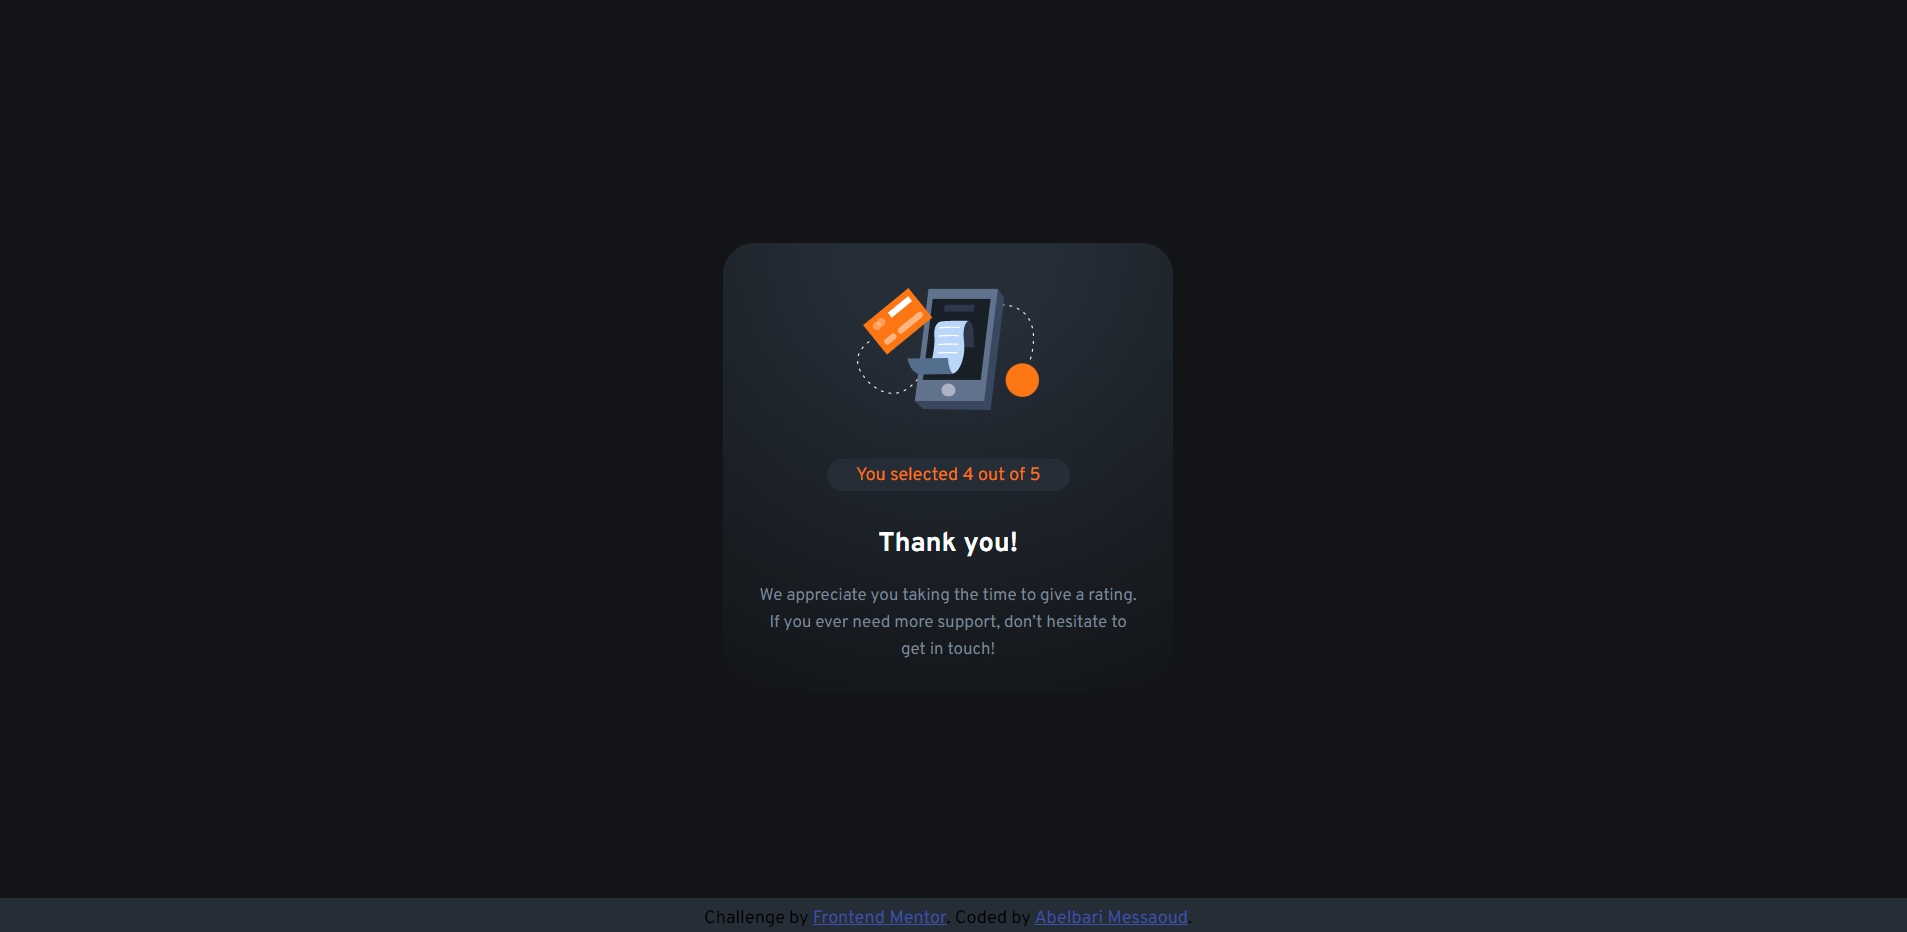 You selected 4 out of 5
Thank you!
We appreciate you taking the time to give a rating.
If you ever need more support, don’t hesitate to
get in touch!
Challenge by Frontend Mentor. Coded by Abelbari Messaoud.